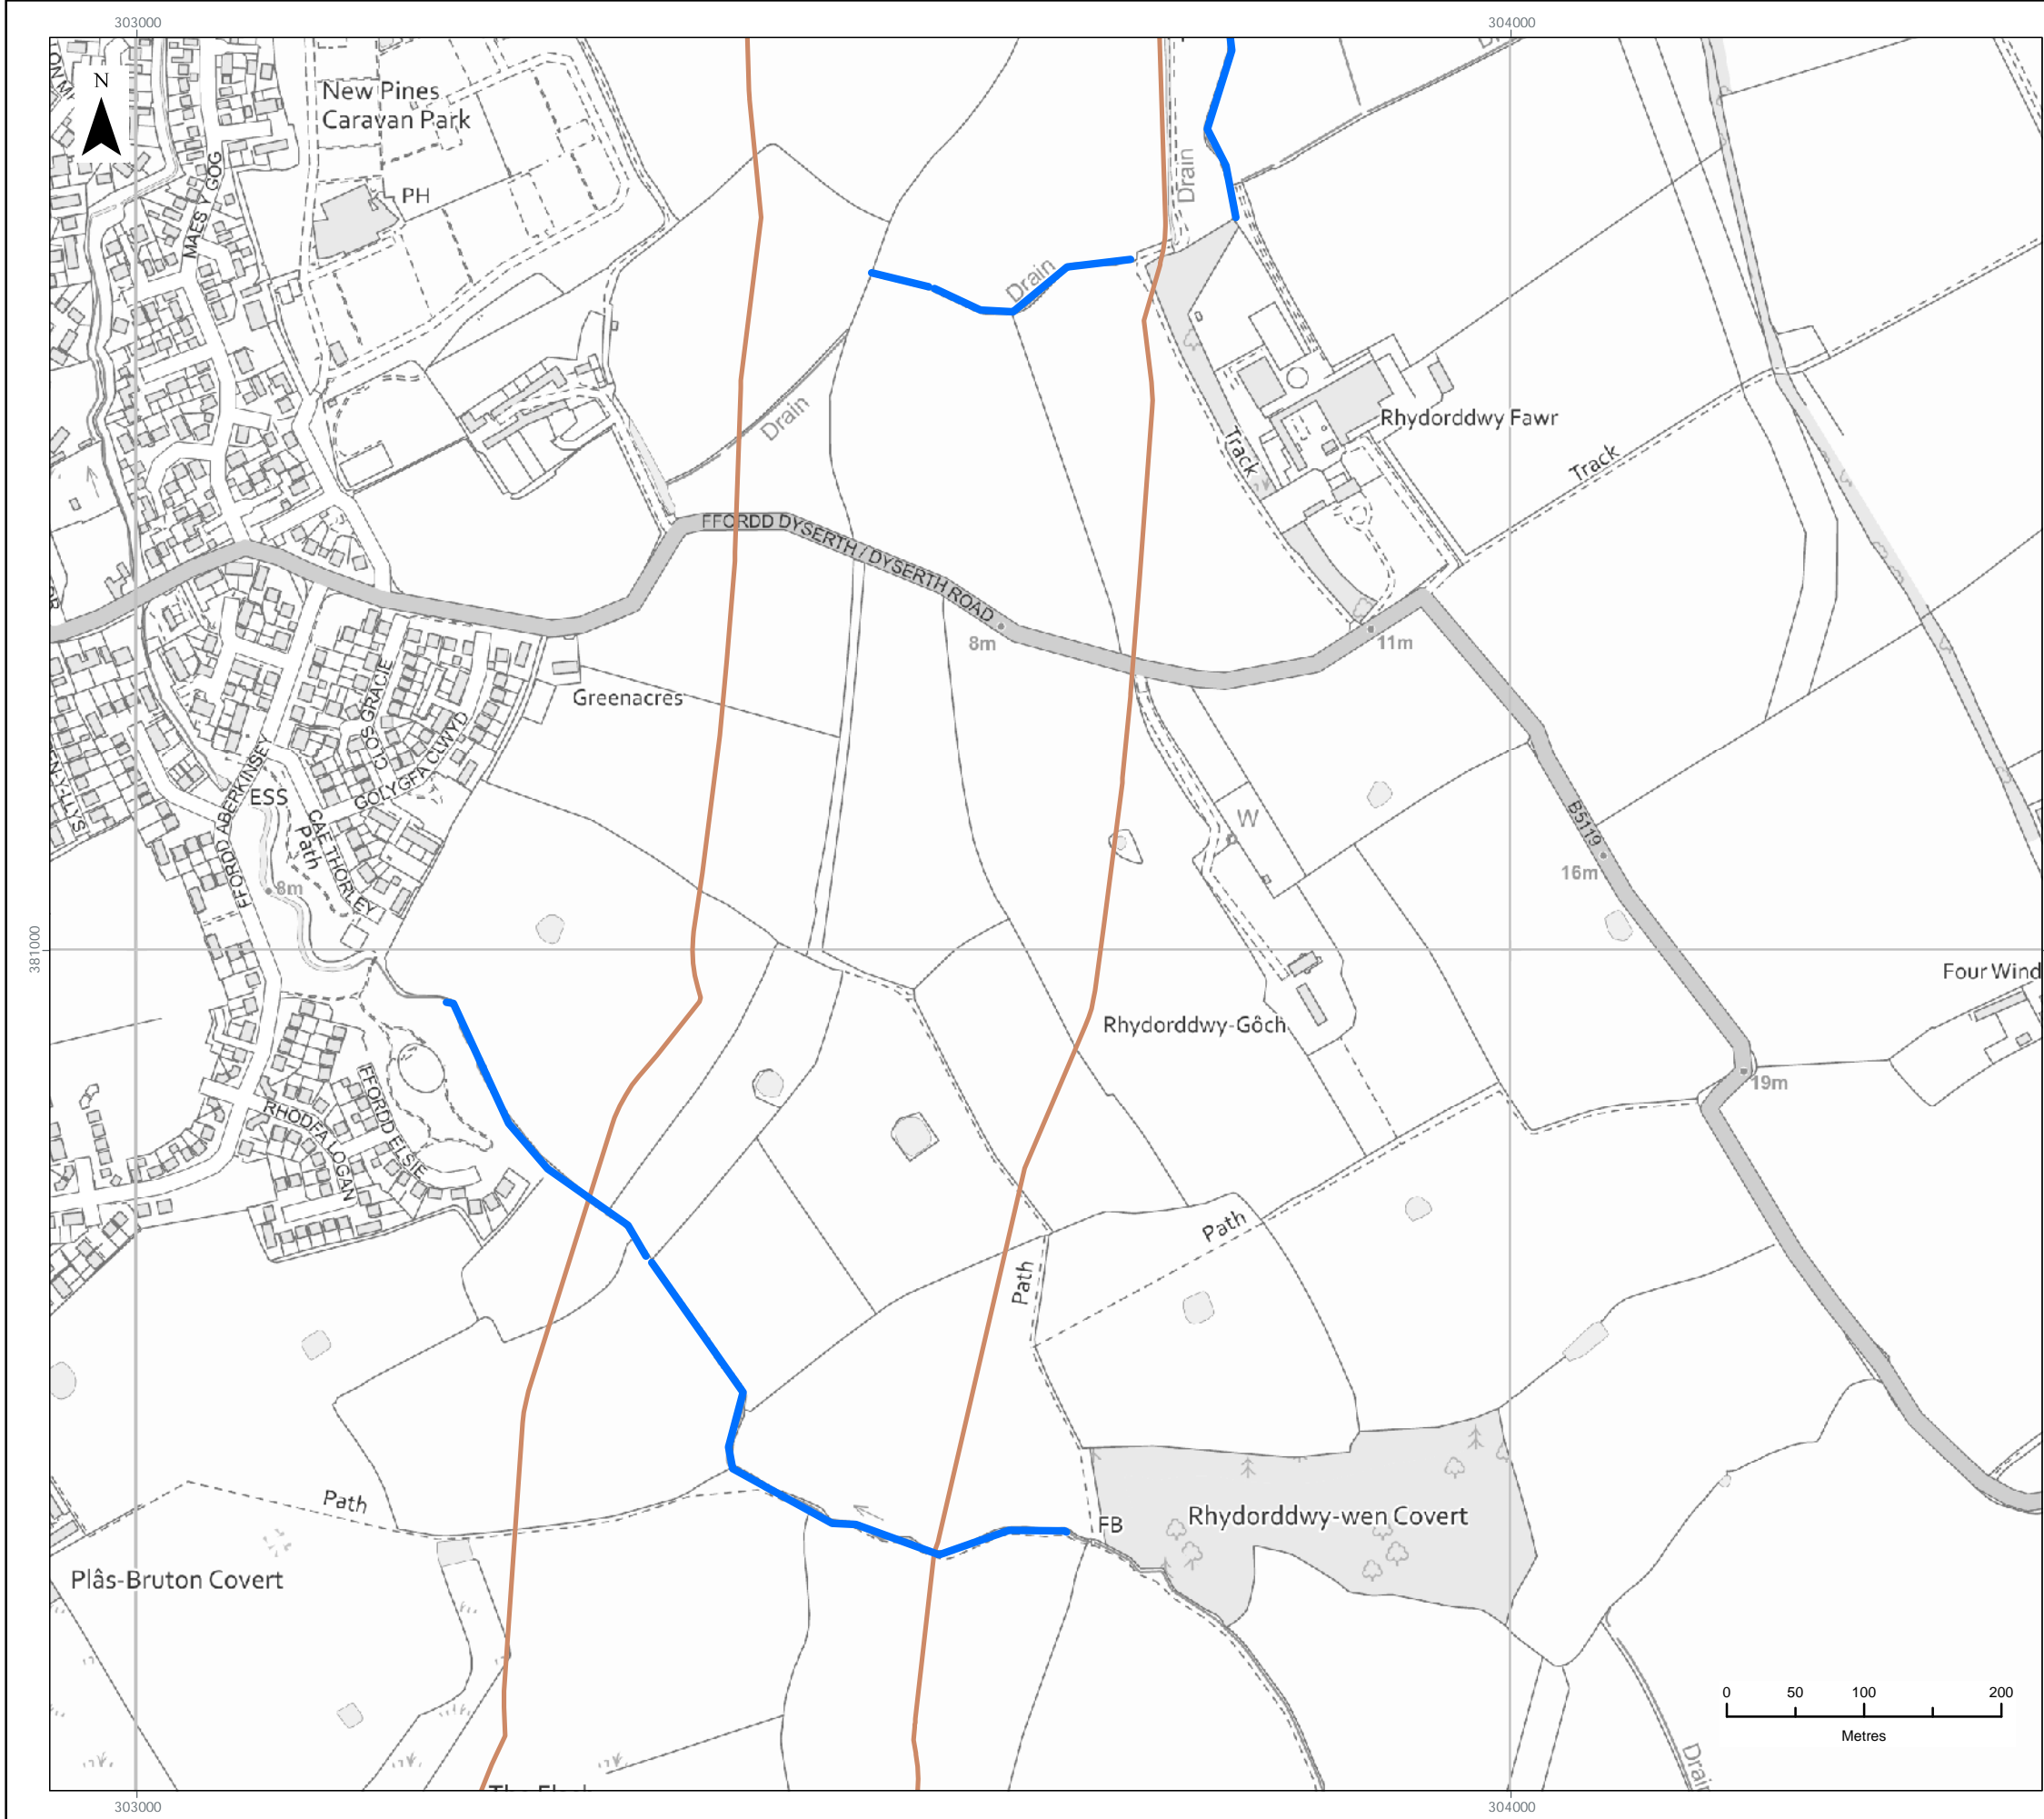 303000
304000
N
New Pines
Caravan Park
PH
MAES Y GOG
Drain
Drain
Drain
Rhydorddwy Fawr
Track
Track
FFORDD DYSERTH / DYSERTH ROAD
8m
11m
Greenacres
CLOS GRACIE
GOLYGFA CLWYD
FFORDD ABERKINSEY
ESS
CAE THORLEY
Path
8m
W
B5119
16m
381000
Four Wind
Rhydorddwy-Gôch
19m
RHODFA LOGAN
FFORDD ELSIE
Path
Path
Path
FB
Rhydorddwy-wen Covert
Plâs-Bruton Covert
Drain
0
50
100
200
Metres
303000
304000